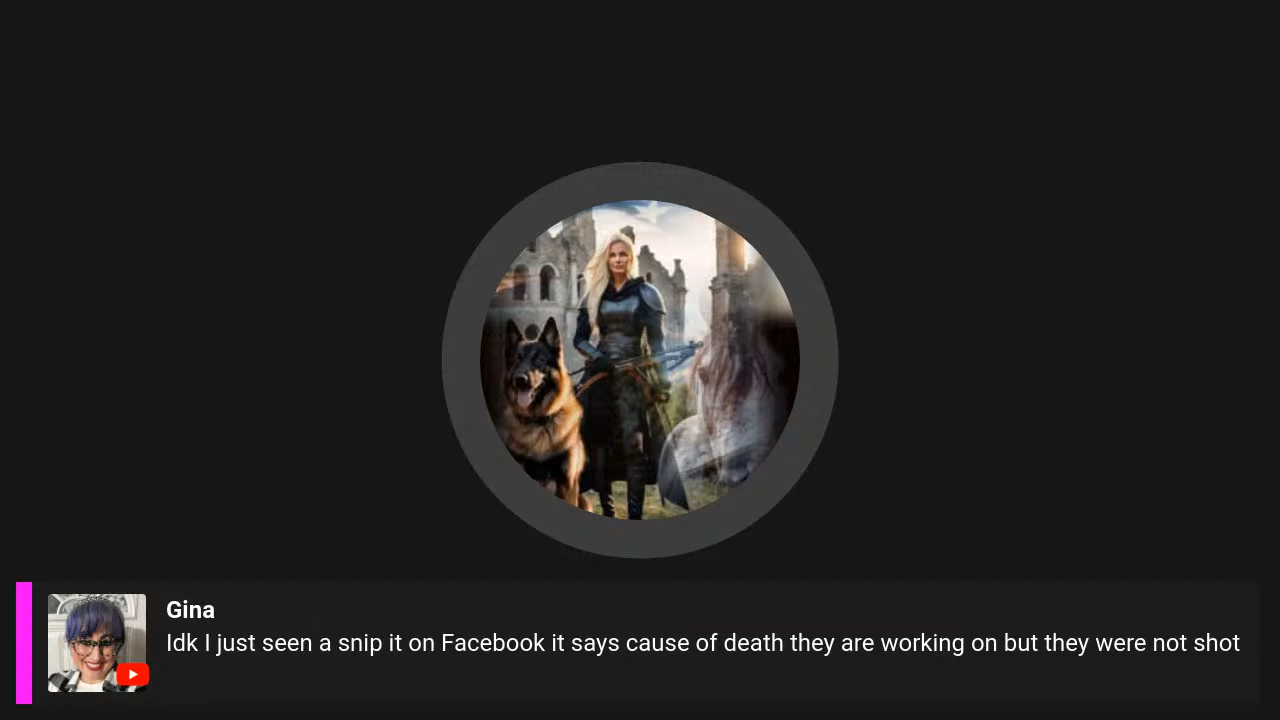 Gina
Idk I just seen a snip it on Facebook it says cause of death they are working on but they were not shot